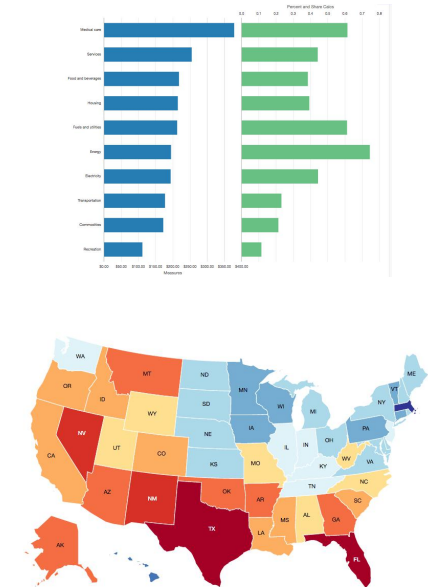 Percent and Share Calcs
0.0 0.1 0.2 0.3 0.4 0.5 0.6 0.7 0.8
Medical care
Services
Food and beverages
Housing
Fuels and utilities
Energy
Electricity
Transportation
Commodities
Recreation
$0.00 $50.00 $100.00 $150.00 $200.00 $250.00 $300.00 $350.00 $400.00
Measures
WA
ME
MT
ND
VT
OR
MN
ID
SD
WI
NY
MI
WY
IA
PA
NE
NV
OH
IL
IN
UT
WV
CO
VA
CA
KS
MO
KY
NC
TN
AZ
OK
NM
AR
SC
MS
AL
GA
TX
LA
AK
FL